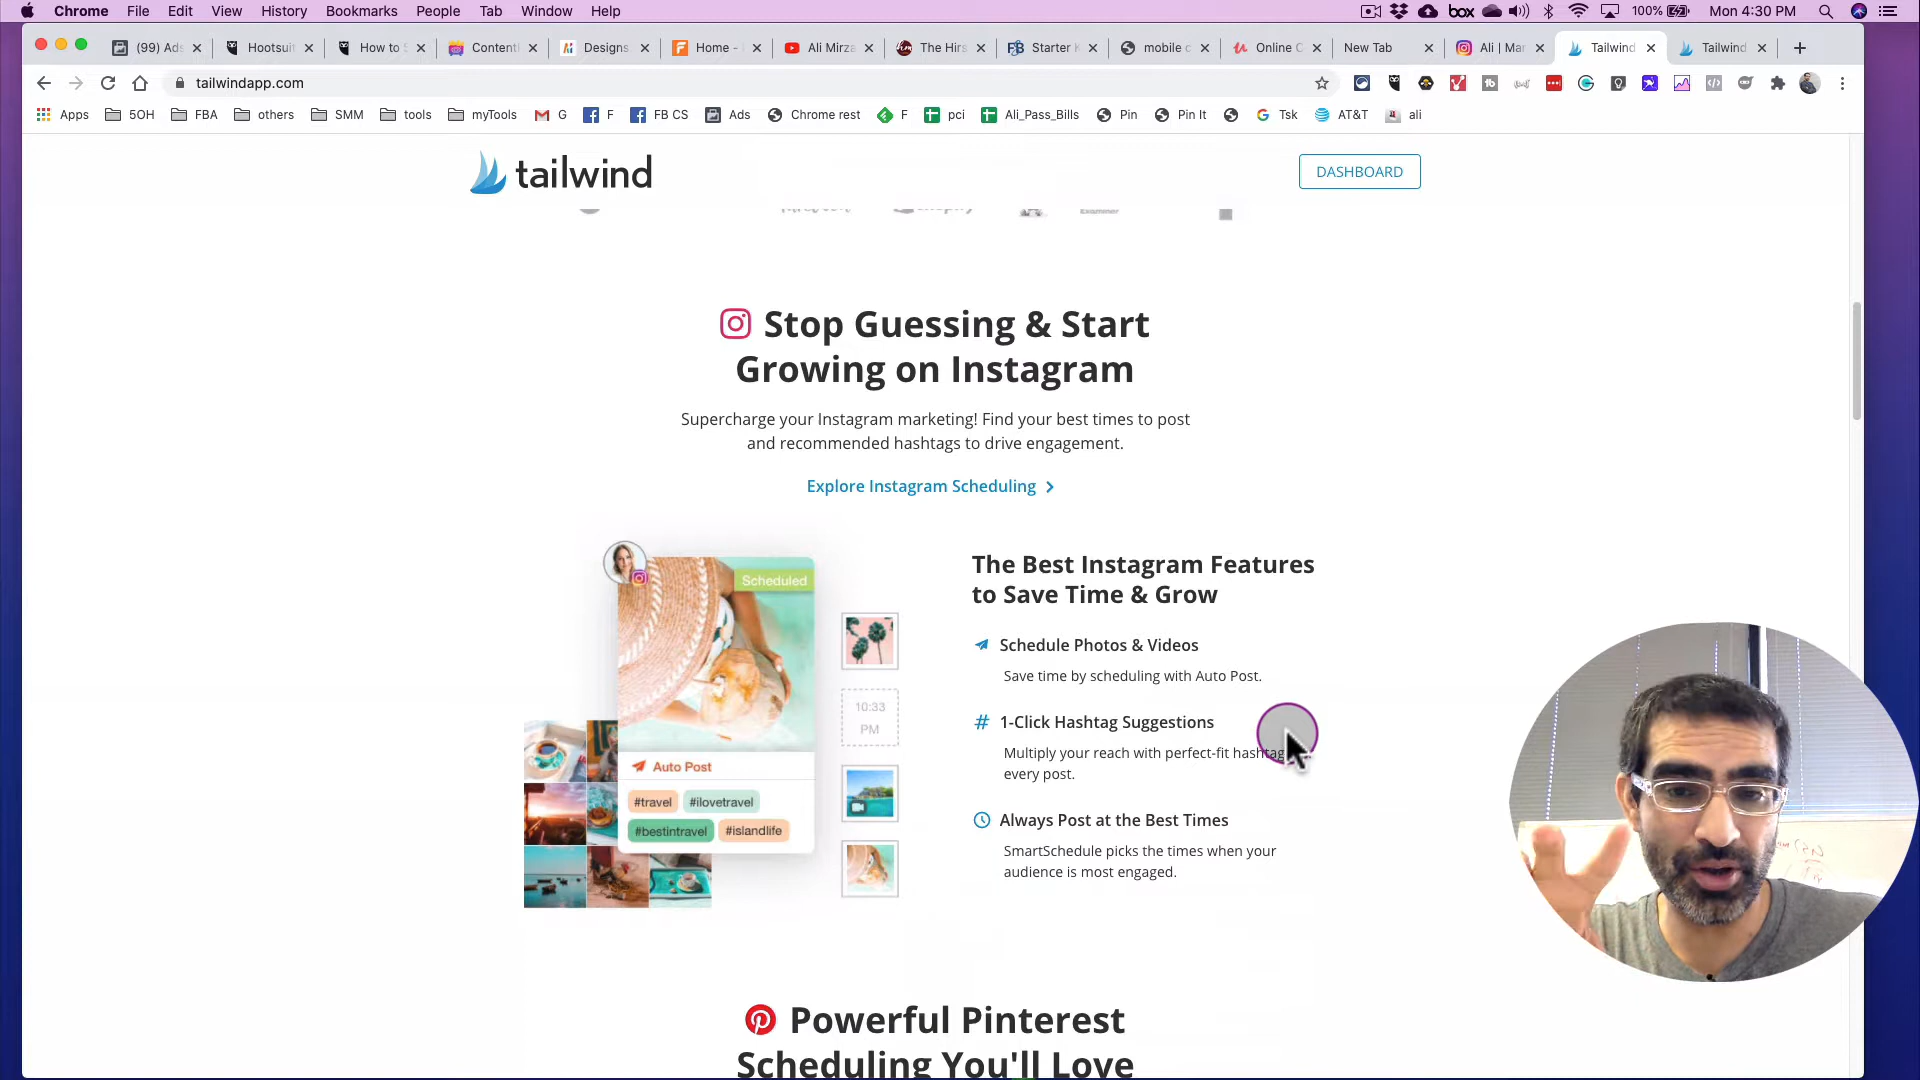 Chrome File Edit View History Bookmarks People Tab Window Help box 100% Mon 4:30 PM
(99) Ads Hootsuit How to Content Designs Home - Ali Mirza The Hirs Starter K mobile c Online C New Tab Ali | Mar Tailwind Tailwind
tailwindapp.com
Apps 5OH FBA others SMM tools myTools G F FB CS Ads Chrome rest F pci Ali_Pass_Bills Pin Pin It Tsk AT&T ali
tailwind
DASHBOARD
Stop Guessing & Start
Growing on Instagram
Supercharge your Instagram marketing! Find your best times to post
and recommended hashtags to drive engagement.
Explore Instagram Scheduling
Scheduled
10:33
PM
Auto Post
#travel #ilovetravel
#bestintravel #islandlife
The Best Instagram Features
to Save Time & Grow
Schedule Photos & Videos
Save time by scheduling with Auto Post.
# 1-Click Hashtag Suggestions
Multiply your reach with perfect-fit hashtag
every post.
Always Post at the Best Times
SmartSchedule picks the times when your
audience is most engaged.
Powerful Pinterest
Scheduling You'll Love